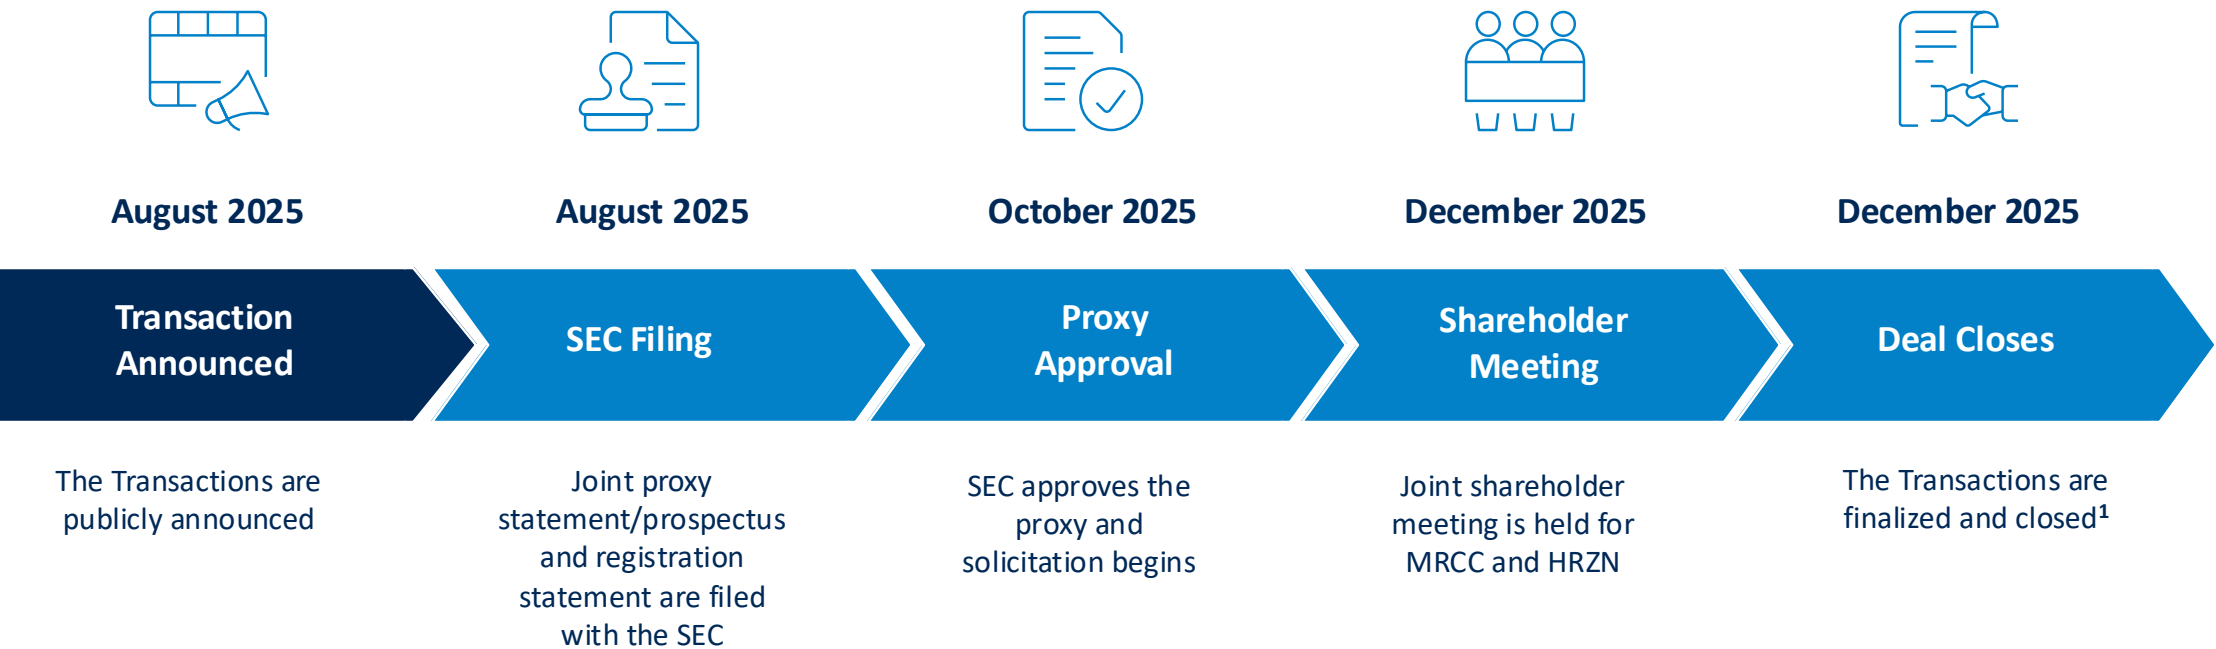 August 2025
August 2025
October 2025
December 2025
December 2025
Transaction
Announced
SEC Filing
Proxy
Approval
Shareholder
Meeting
Deal Closes
The Transactions are
publicly announced
Joint proxy
statement/prospectus
and registration
statement are filed
with the SEC
SEC approves the
proxy and
solicitation begins
Joint shareholder
meeting is held for
MRCC and HRZN
The Transactions are
finalized and closed¹